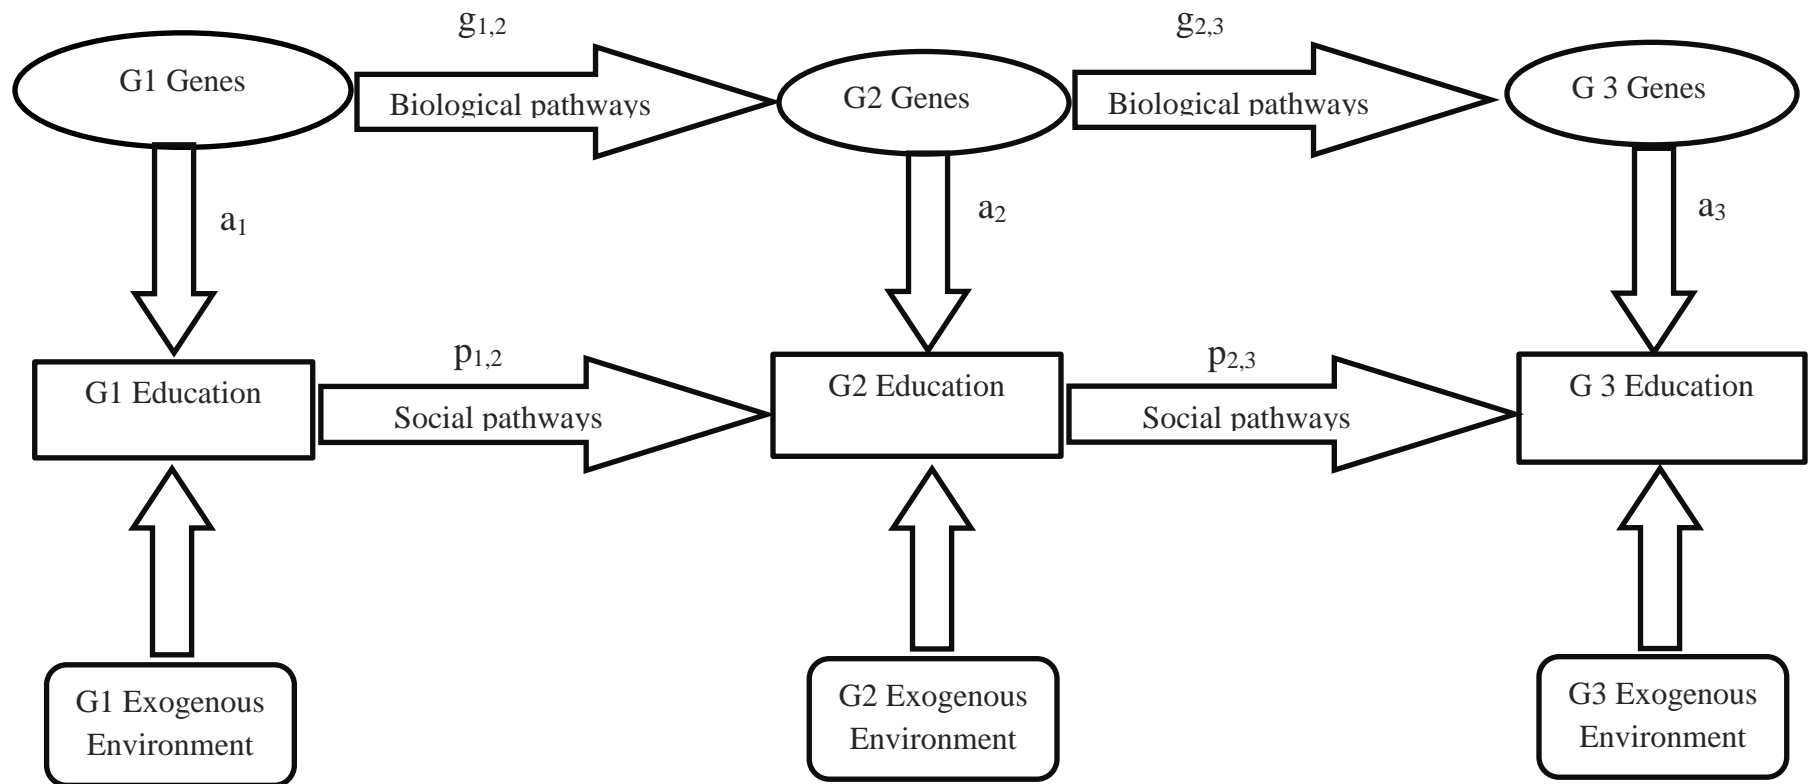 g1,2
g2,3
G1 Genes
Biological pathways
G2 Genes
Biological pathways
G 3 Genes
a1
a2
a3
p1,2
p2,3
G1 Education
Social pathways
G2 Education
Social pathways
G 3 Education
G1 Exogenous
Environment
G2 Exogenous
Environment
G3 Exogenous
Environment